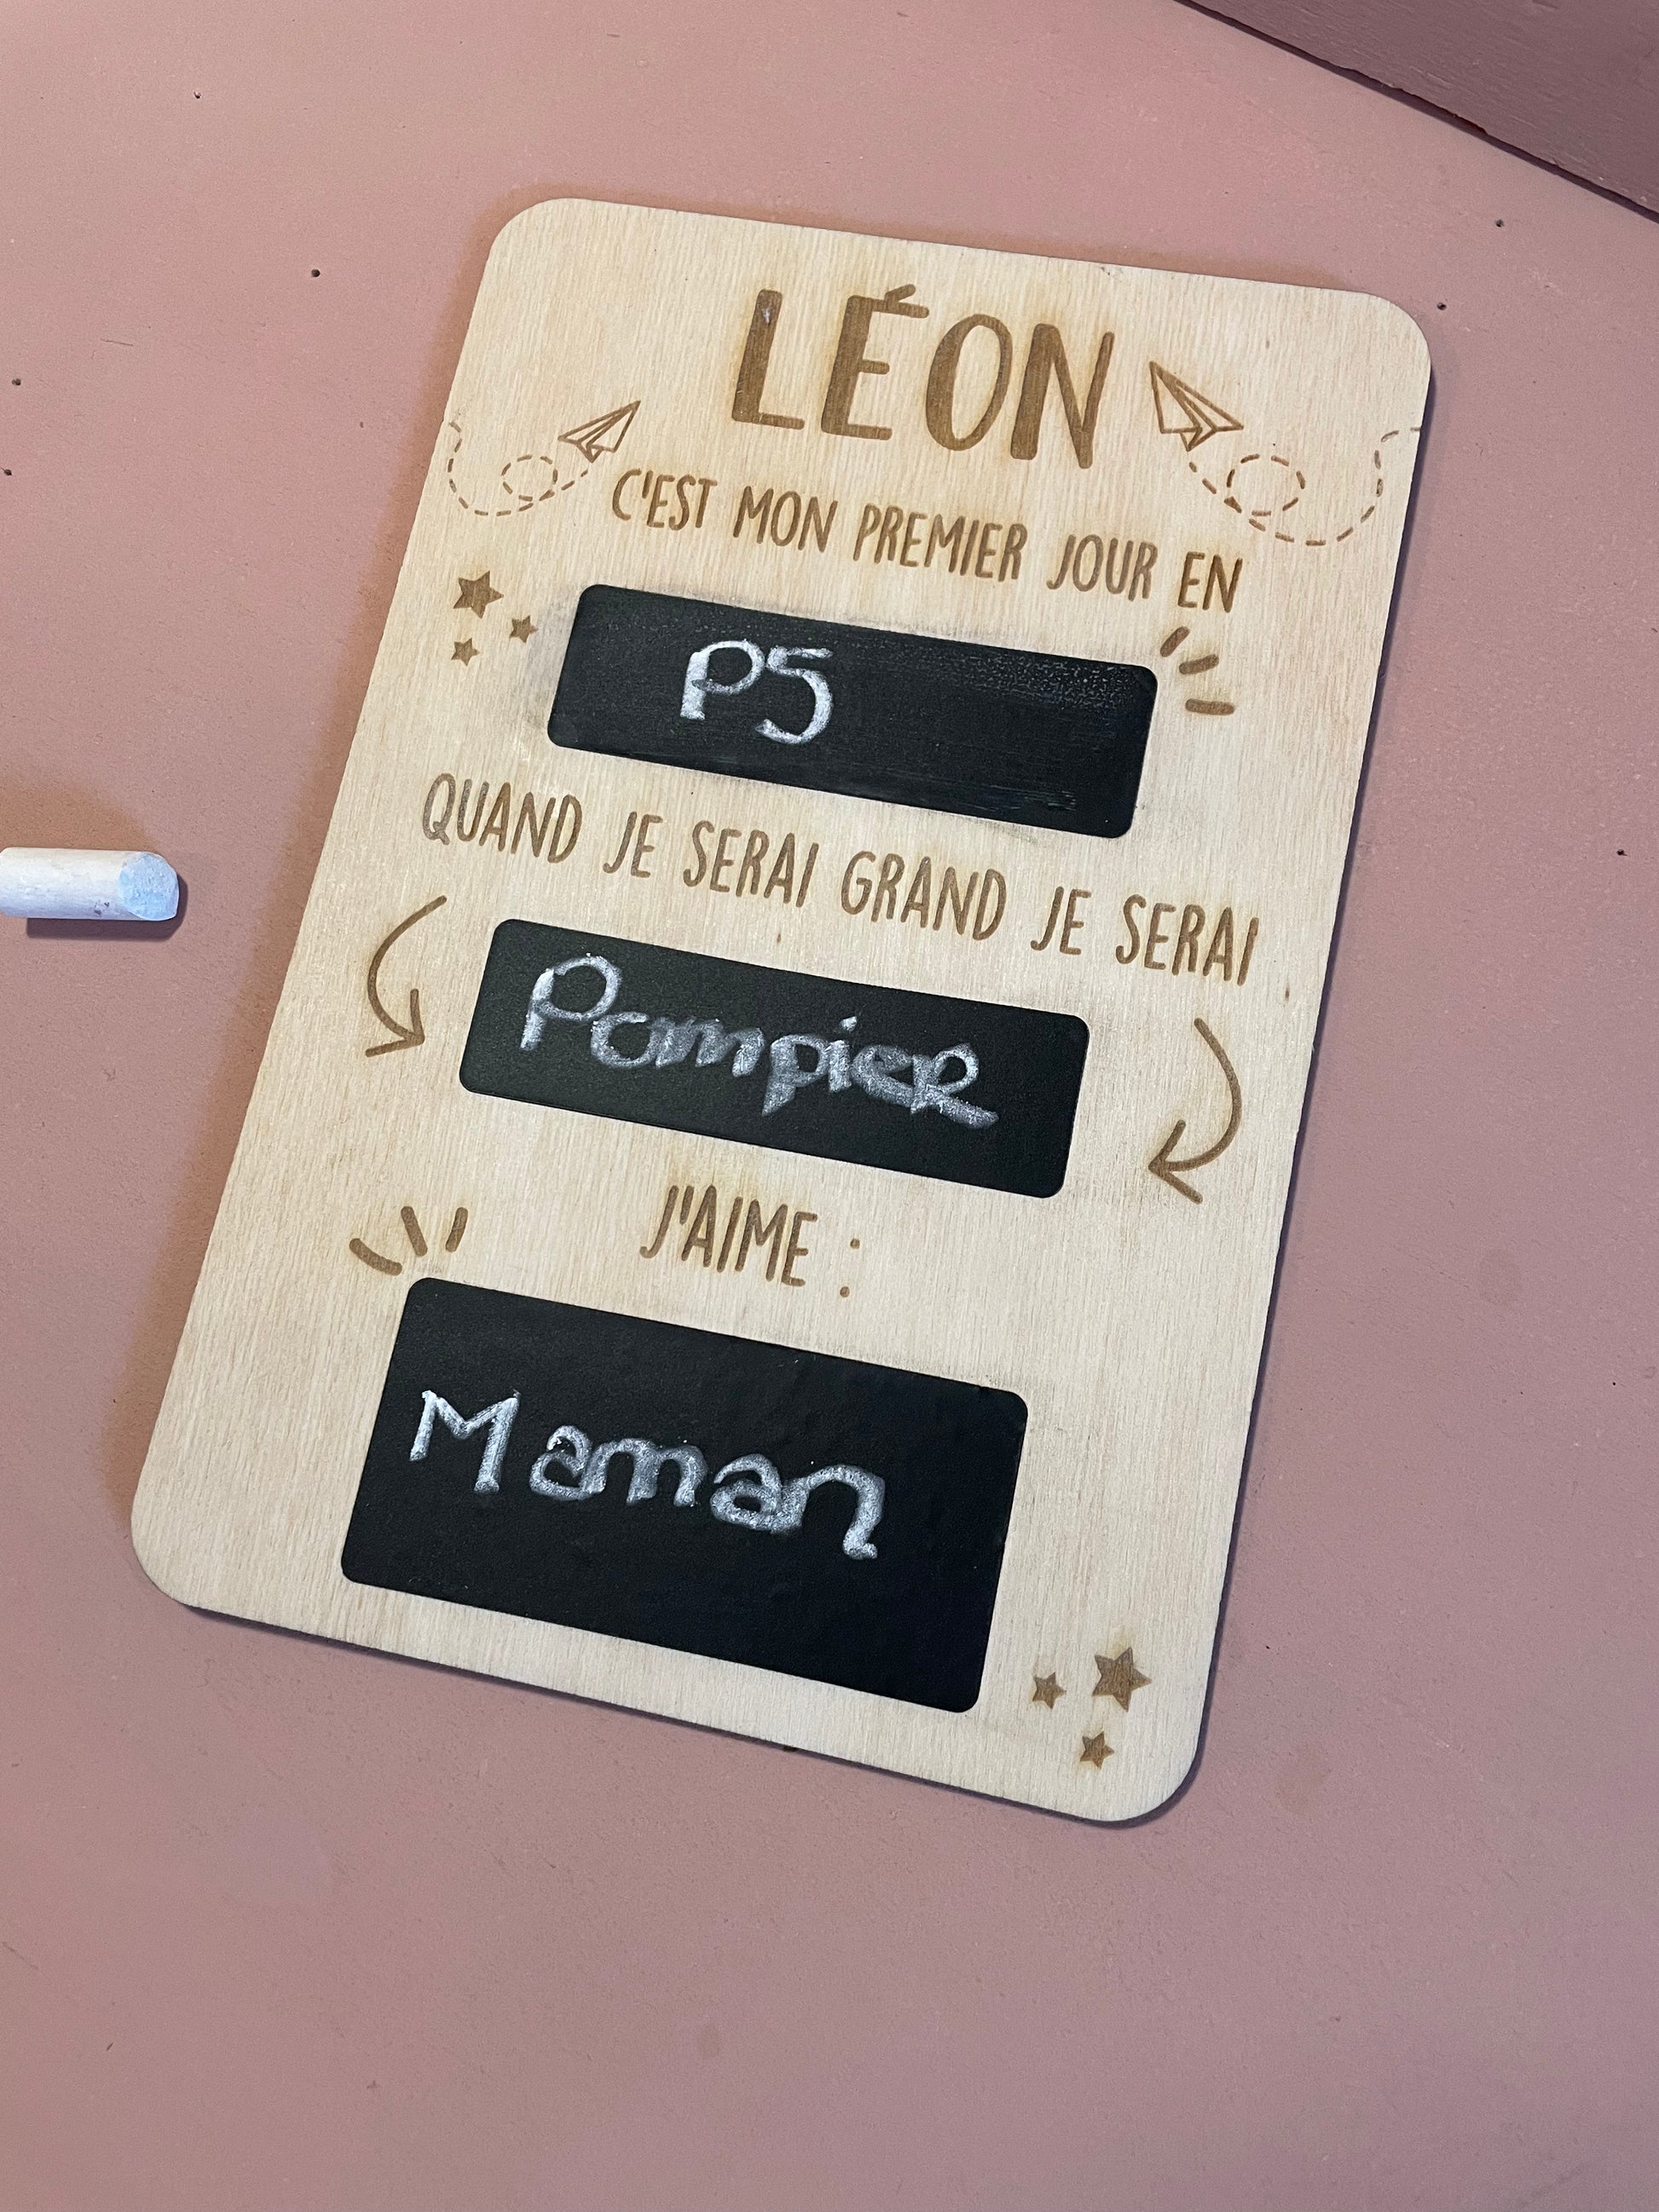 LÉON
C'EST MON PREMIER JOUR EN
P5
QUAND JE SERAI GRAND JE SERAI
Pompier
J'AIME :
Maman